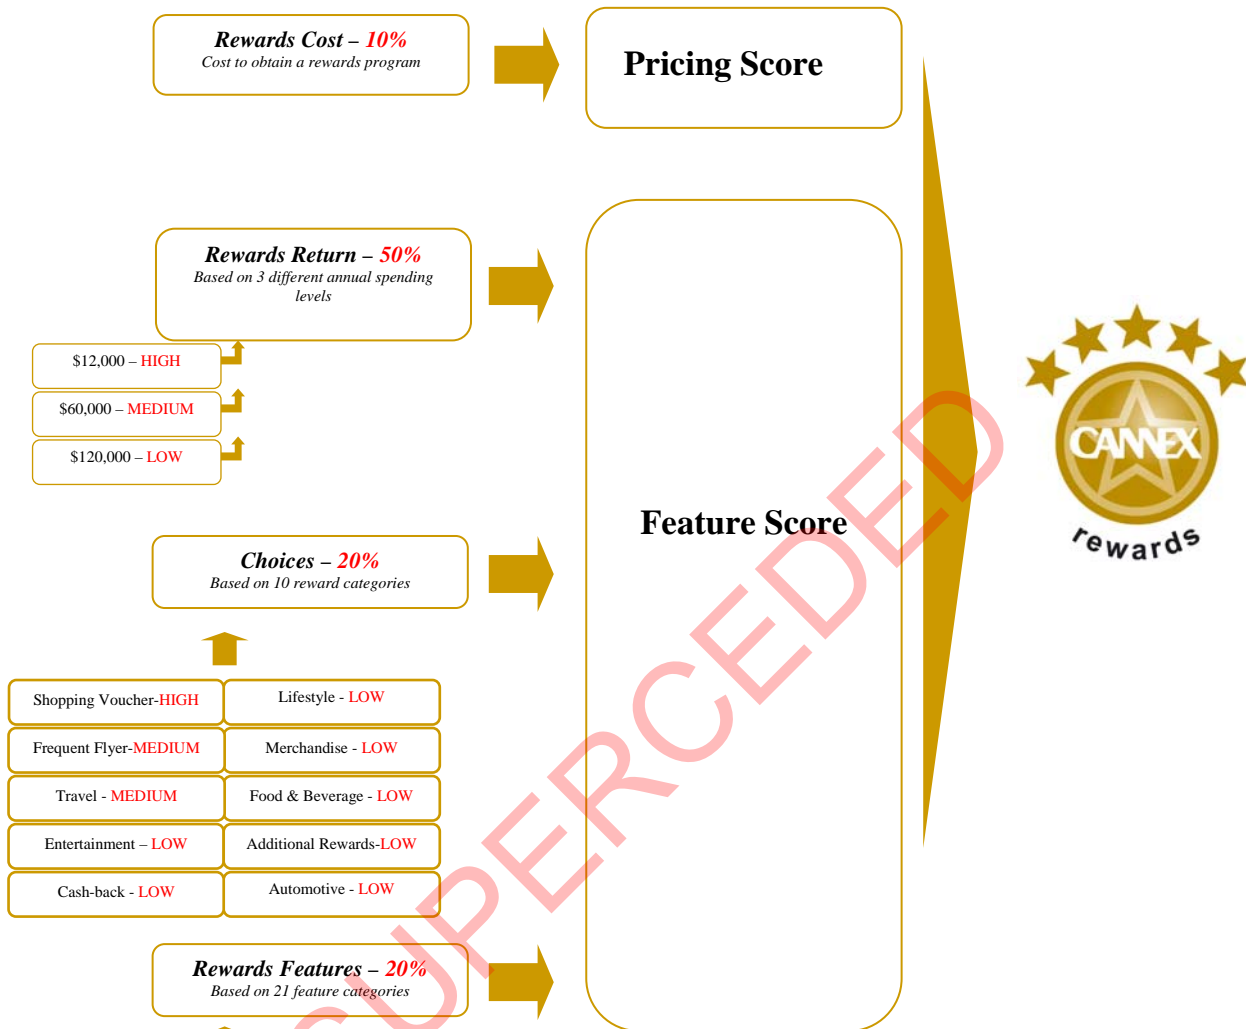 Rewards Cost – 10%
Cost to obtain a rewards program
Pricing Score
Rewards Return – 50%
Based on 3 different annual spending
levels
$12,000 – HIGH
$60,000 – MEDIUM
$120,000 – LOW
Feature Score
CANNEX
rewards
Choices – 20%
Based on 10 reward categories
Shopping Voucher-HIGH
Lifestyle - LOW
Frequent Flyer-MEDIUM
Merchandise - LOW
Travel - MEDIUM
Food & Beverage - LOW
Entertainment – LOW
Additional Rewards-LOW
Cash-back - LOW
Automotive - LOW
Rewards Features – 20%
Based on 21 feature categories
SUPERCEDED